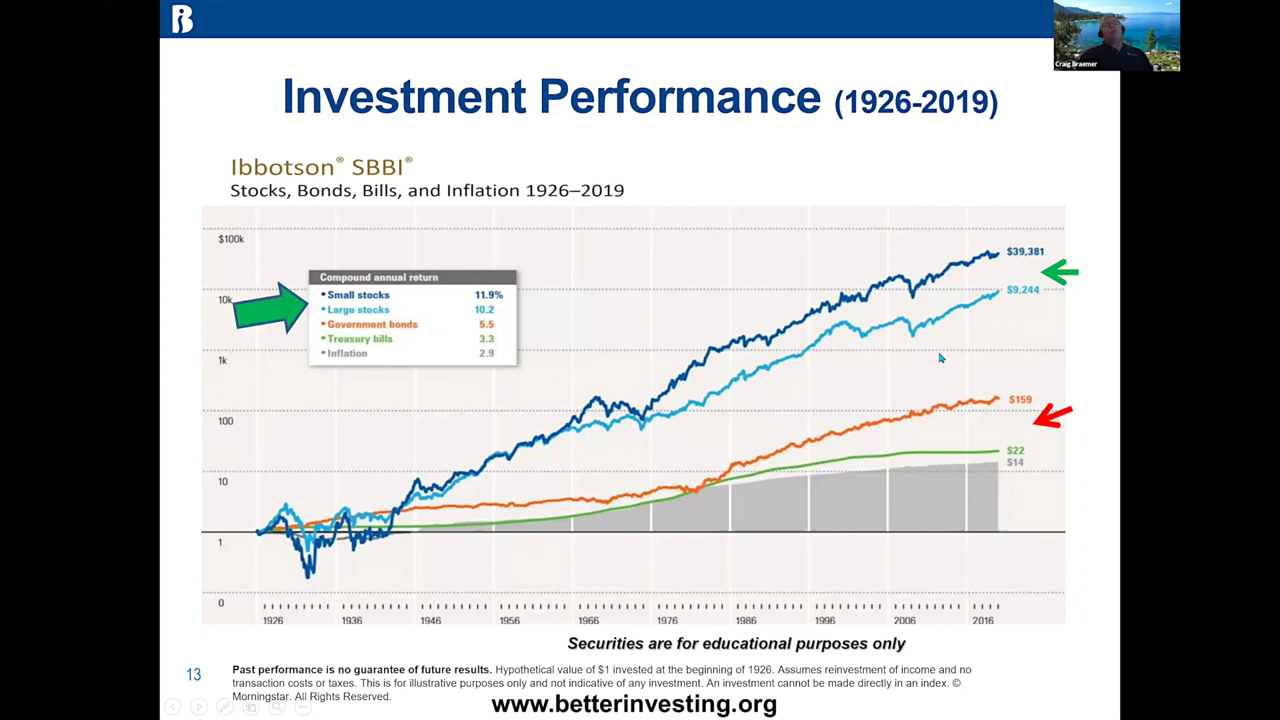 Craig Braemer
Investment Performance (1926-2019)
Ibbotson® SBBI®
Stocks, Bonds, Bills, and Inflation 1926–2019
$100k
10k
1k
100
10
1
0
Compound annual return
• Small stocks 11.9%
• Large stocks 10.2
• Government bonds 5.5
• Treasury bills 3.3
• Inflation 2.9
$39,381
$9,244
$159
$22
$14
1926 1936 1946 1956 1966 1976 1986 1996 2006 2016
Securities are for educational purposes only
13
Past performance is no guarantee of future results. Hypothetical value of $1 invested at the beginning of 1926. Assumes reinvestment of income and no
transaction costs or taxes. This is for illustrative purposes only and not indicative of any investment. An investment cannot be made directly in an index. ©
Morningstar. All Rights Reserved.
www.betterinvesting.org